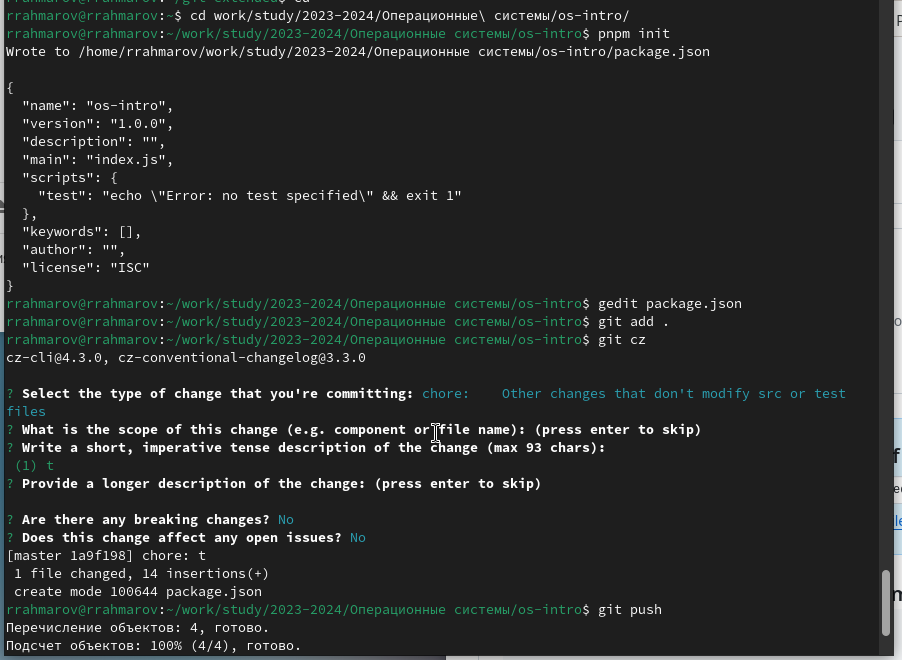 rrahmarov@rrahmarov:~$ cd work/study/2023-2024/Операционные\ системы/os-intro/
rrahmarov@rrahmarov:~/work/study/2023-2024/Операционные системы/os-intro$ pnpm init
Wrote to /home/rrahmarov/work/study/2023-2024/Операционные системы/os-intro/package.json
{
  "name": "os-intro",
  "version": "1.0.0",
  "description": "",
  "main": "index.js",
  "scripts": {
    "test": "echo \"Error: no test specified\" && exit 1"
  },
  "keywords": [],
  "author": "",
  "license": "ISC"
}
rrahmarov@rrahmarov:~/work/study/2023-2024/Операционные системы/os-intro$ gedit package.json
rrahmarov@rrahmarov:~/work/study/2023-2024/Операционные системы/os-intro$ git add .
rrahmarov@rrahmarov:~/work/study/2023-2024/Операционные системы/os-intro$ git cz
cz-cli@4.3.0, cz-conventional-changelog@3.3.0
? Select the type of change that you're committing: chore:    Other changes that don't modify src or test
files
? What is the scope of this change (e.g. component or file name): (press enter to skip)
? Write a short, imperative tense description of the change (max 93 chars):
 (1) t
? Provide a longer description of the change: (press enter to skip)
? Are there any breaking changes? No
? Does this change affect any open issues? No
[master 1a9f198] chore: t
 1 file changed, 14 insertions(+)
 create mode 100644 package.json
rrahmarov@rrahmarov:~/work/study/2023-2024/Операционные системы/os-intro$ git push
Перечисление объектов: 4, готово.
Подсчет объектов: 100% (4/4), готово.